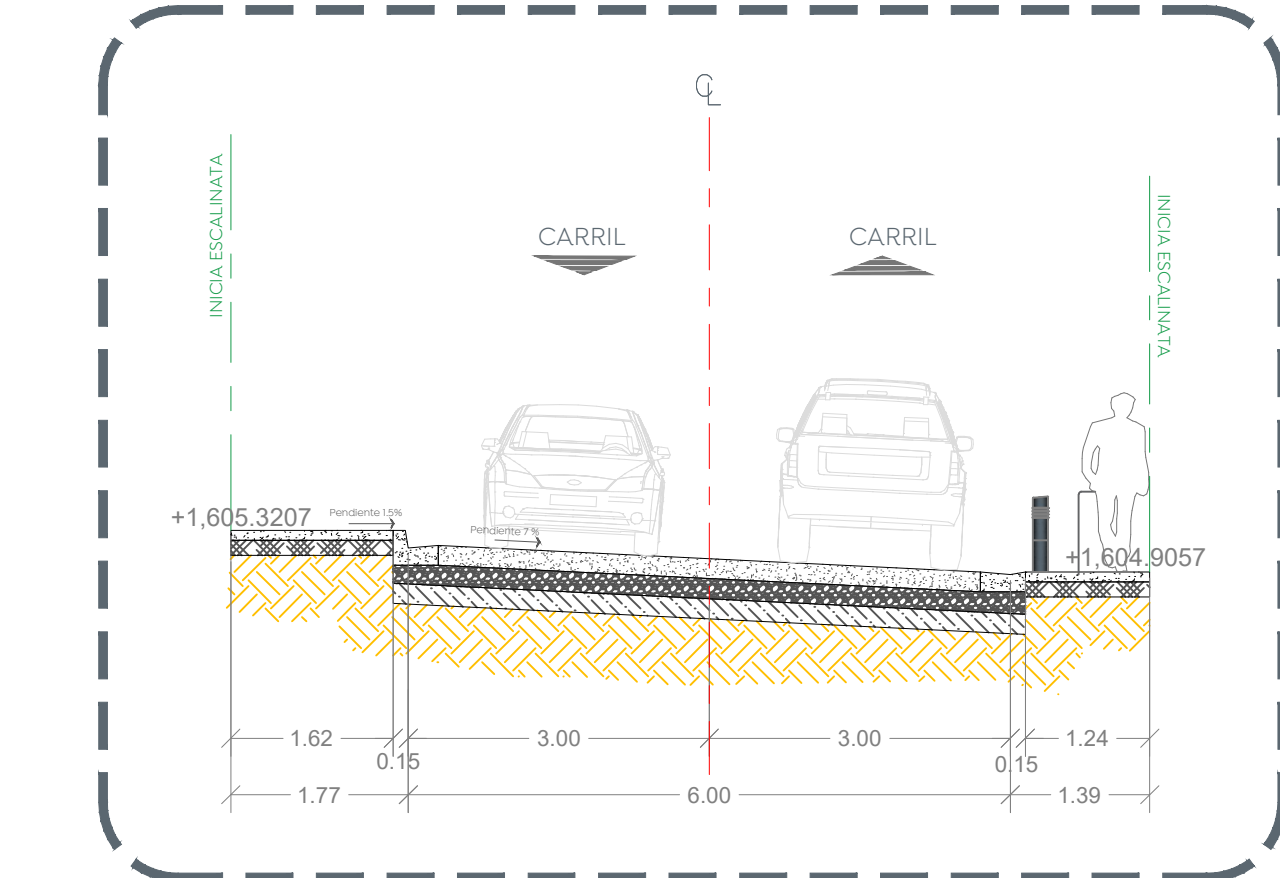 CL
INICIA ESCALINATA
INICIA ESCALINATA
CARRIL
CARRIL
+1,605.3207
Pendiente 1.5%
Pendiente 7 %
+1,604.9057
1.62
3.00
3.00
1.24
0.15
0.15
1.77
6.00
1.39